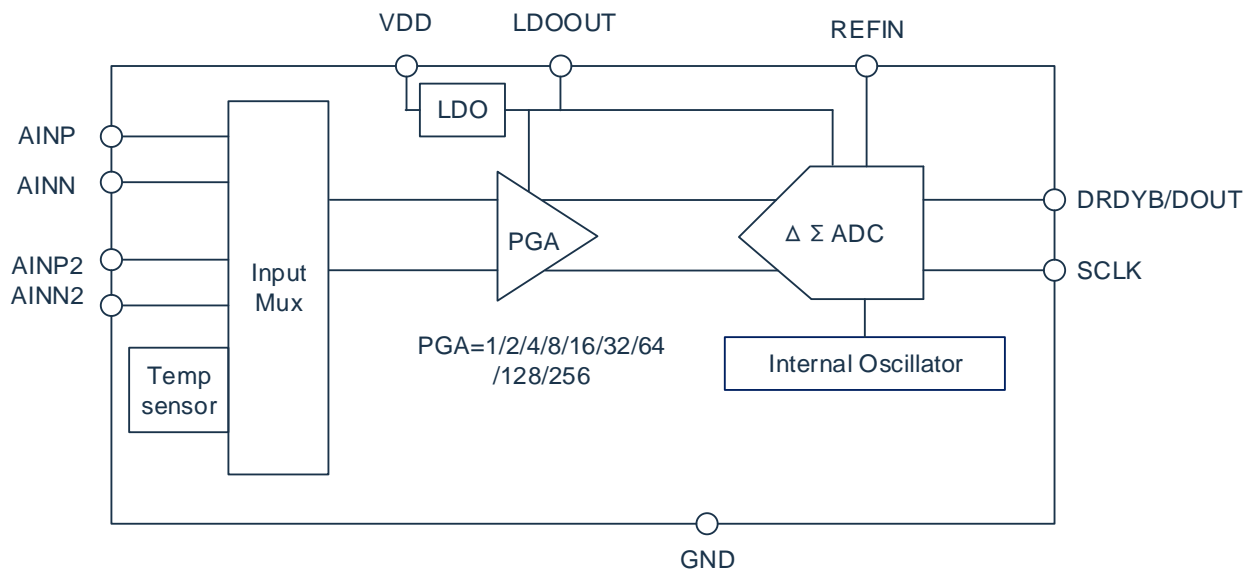 VDD
LDOOUT
REFIN
LDO
AINP
AINN
AINP2
AINN2
Input
Mux
Temp
sensor
PGA
PGA=1/2/4/8/16/32/64
/128/256
Δ Σ ADC
Internal Oscillator
DRDYB/DOUT
SCLK
GND